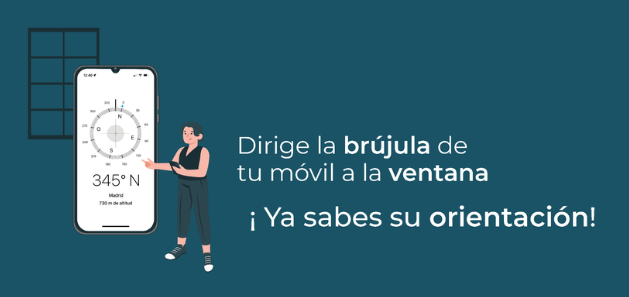 12:40
N
E
S
O
345° N
Madrid
730 m de altitud
Dirige la brújula de
tu móvil a la ventana
¡ Ya sabes su orientación!